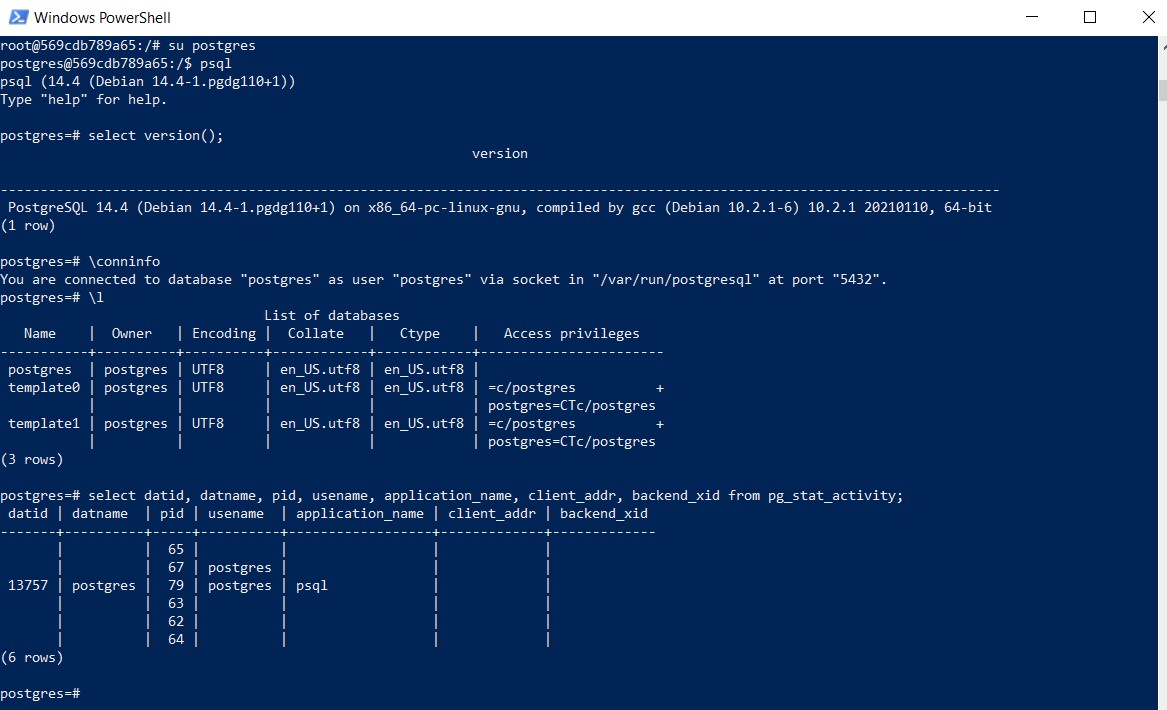 Windows PowerShell
root@569cdb789a65:/# su postgres
postgres@569cdb789a65:/$ psql
psql (14.4 (Debian 14.4-1.pgdg110+1))
Type "help" for help.
postgres=# select version();
                                                           version
-----------------------------------------------------------------------------------------------------------------------------
 PostgreSQL 14.4 (Debian 14.4-1.pgdg110+1) on x86_64-pc-linux-gnu, compiled by gcc (Debian 10.2.1-6) 10.2.1 20210110, 64-bit
(1 row)
postgres=# \conninfo
You are connected to database "postgres" as user "postgres" via socket in "/var/run/postgresql" at port "5432".
postgres=# \l
                                 List of databases
   Name    |  Owner   | Encoding |  Collate   |   Ctype    |   Access privileges
-----------+----------+----------+------------+------------+-----------------------
 postgres  | postgres | UTF8     | en_US.utf8 | en_US.utf8 |
 template0 | postgres | UTF8     | en_US.utf8 | en_US.utf8 | =c/postgres          +
           |          |          |            |            | postgres=CTc/postgres
 template1 | postgres | UTF8     | en_US.utf8 | en_US.utf8 | =c/postgres          +
           |          |          |            |            | postgres=CTc/postgres
(3 rows)
postgres=# select datid, datname, pid, usename, application_name, client_addr, backend_xid from pg_stat_activity;
 datid | datname  | pid | usename  | application_name | client_addr | backend_xid
-------+----------+-----+----------+------------------+-------------+-------------
       |          |  65 |          |                  |             |
       |          |  67 | postgres |                  |             |
 13757 | postgres |  79 | postgres | psql             |             |
       |          |  63 |          |                  |             |
       |          |  62 |          |                  |             |
       |          |  64 |          |                  |             |
(6 rows)
postgres=#